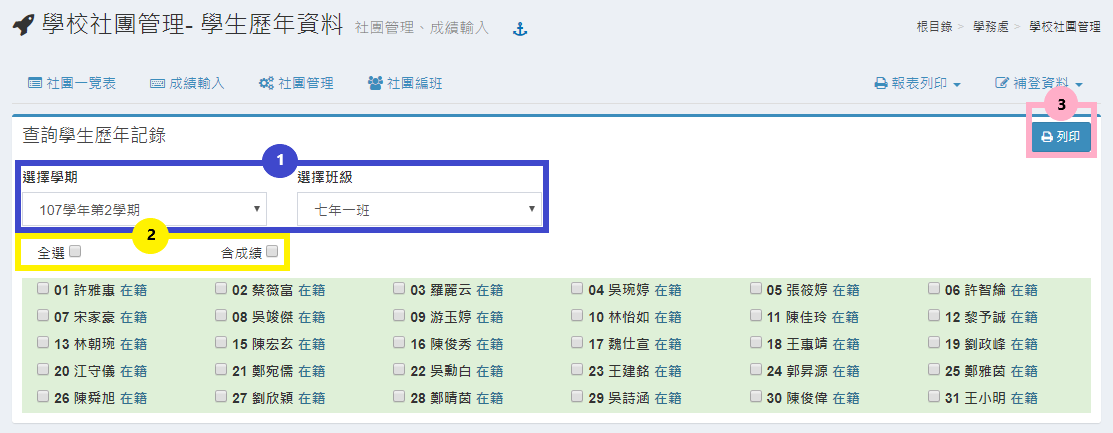 學校社團管理- 學生歷年資料 社團管理、成績輸入
根目錄 > 學務處 > 學校社團管理
社團一覽表 成績輸入 社團管理 社團編班 報表列印 補登資料
3
查詢學生歷年記錄 列印
1
選擇學期 選擇班級
107學年第2學期 七年一班
2
全選 含成績
01 許雅惠 在籍 02 蔡薇富 在籍 03 羅麗云 在籍 04 吳琬婷 在籍 05 張筱婷 在籍 06 許智綸 在籍
07 宋家豪 在籍 08 吳竣傑 在籍 09 游玉婷 在籍 10 林怡如 在籍 11 陳佳玲 在籍 12 黎予誠 在籍
13 林朝琬 在籍 15 陳宏玄 在籍 16 陳俊秀 在籍 17 魏仕宣 在籍 18 王惠靖 在籍 19 劉政峰 在籍
20 江守儀 在籍 21 鄭宛儒 在籍 22 吳勳白 在籍 23 王建銘 在籍 24 郭昇源 在籍 25 鄭雅茵 在籍
26 陳舜旭 在籍 27 劉欣穎 在籍 28 鄭晴茵 在籍 29 吳詩涵 在籍 30 陳俊偉 在籍 31 王小明 在籍